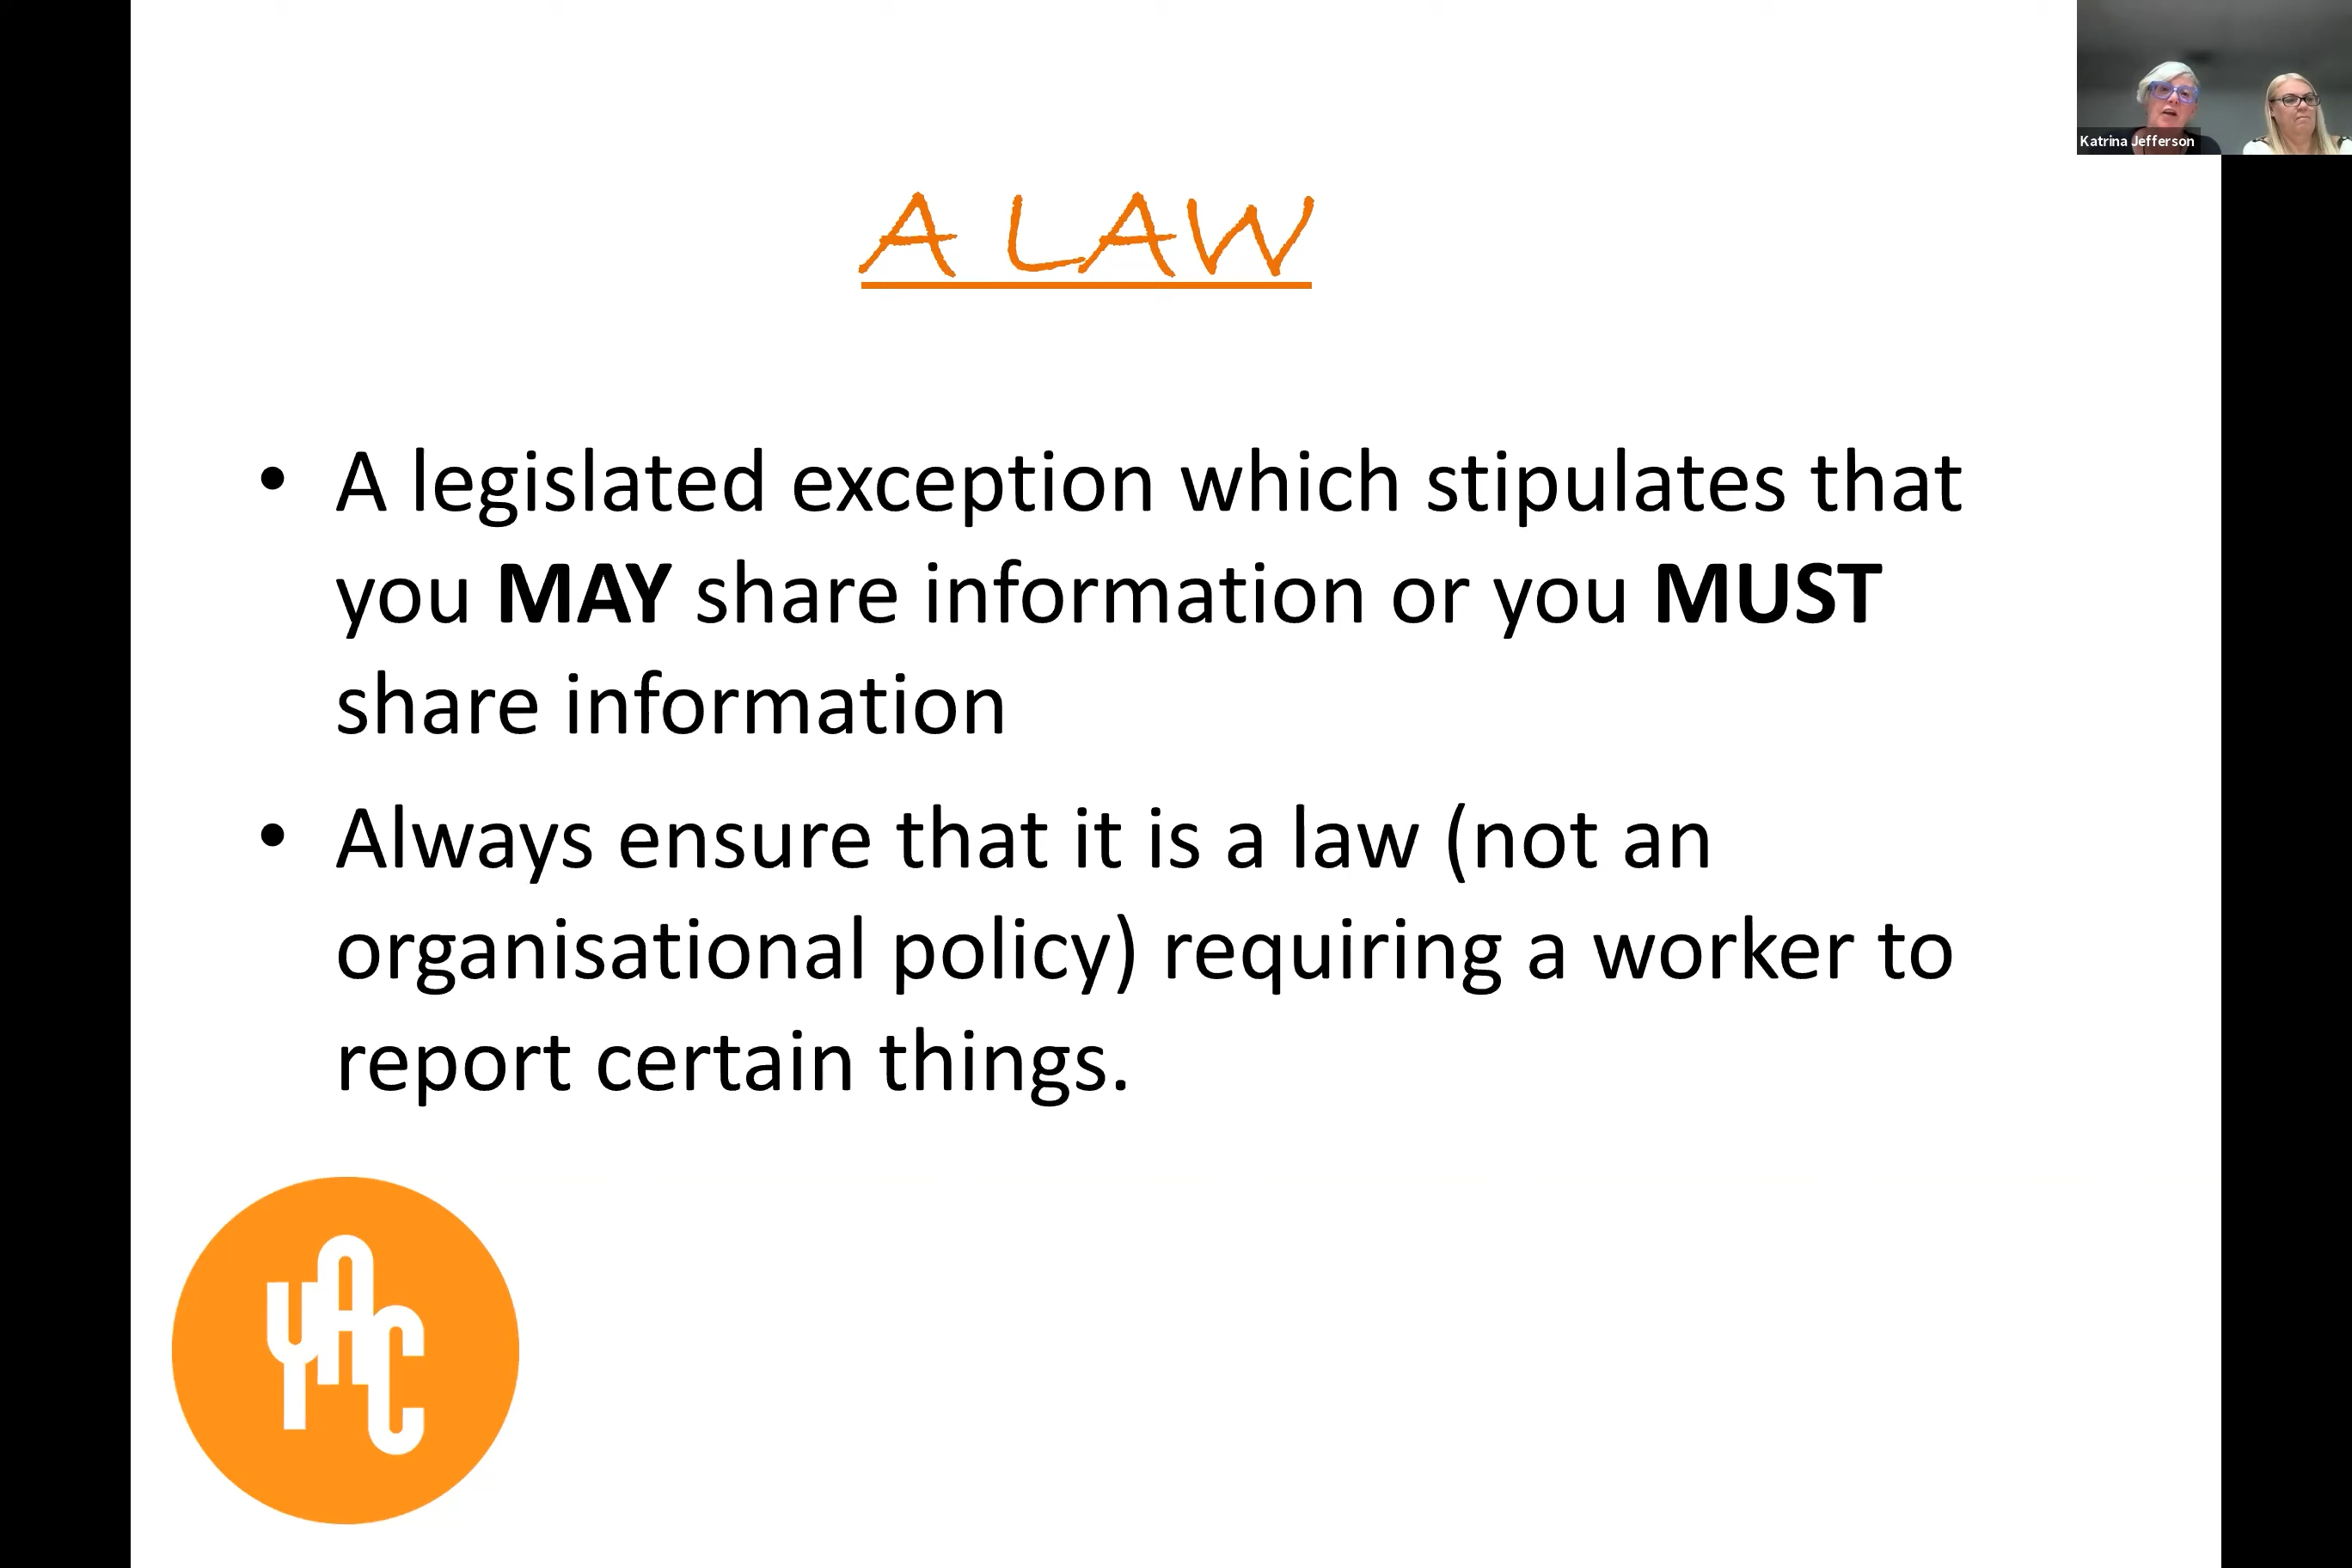 Katrina Jefferson
A LAW
• A legislated exception which stipulates that
you MAY share information or you MUST
share information
• Always ensure that it is a law (not an
organisational policy) requiring a worker to
report certain things.
YAC